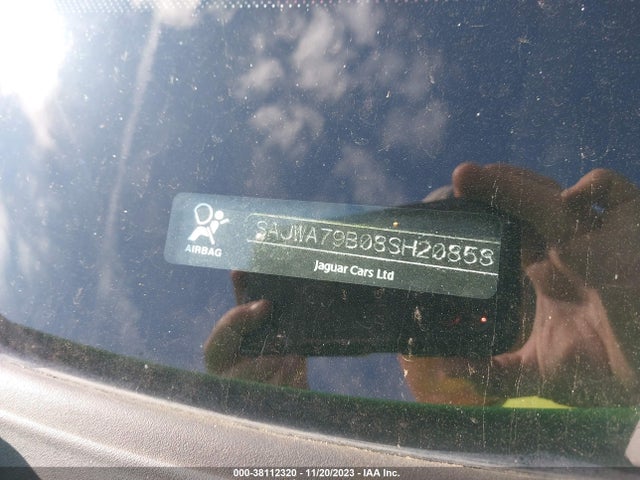 AIRBAG
SAJWA79B08SH20858
Jaguar Cars Ltd
000-38112320 - 11/20/2023 - IAA Inc.